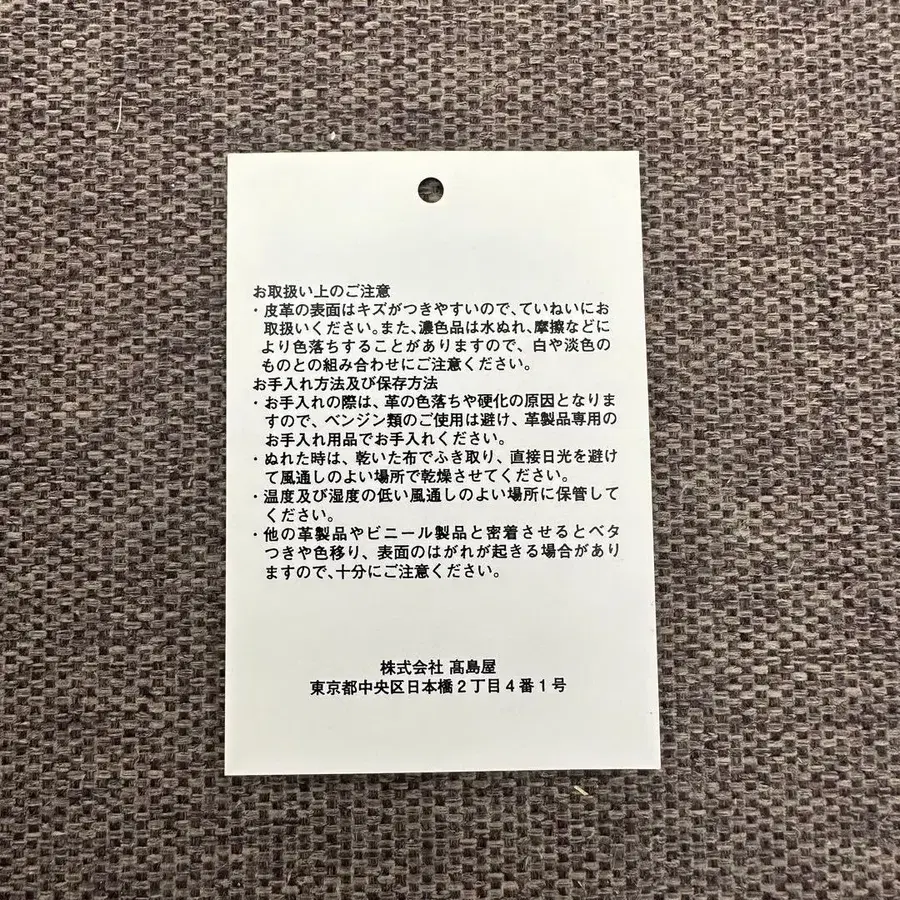 お取扱い上のご注意
・皮革の表面はキズがつきやすいので、ていねいにお
取扱いください。また、濃色品は水ぬれ、摩擦などに
より色落ちすることがありますので、白や淡色の
ものとの組み合わせにご注意ください。
お手入れ方法及び保存方法
・お手入れの際は、革の色落ちや硬化の原因となりま
すので、ベンジン類のご使用は避け、革製品専用の
お手入れ用品でお手入れください。
・ぬれた時は、乾いた布でふき取り、直接日光を避け
て風通しのよい場所で乾燥させてください。
・温度及び湿度の低い風通しのよい場所に保管して
ください。
・他の革製品やビニール製品と密着させるとベタ
つきや色移り、表面のはがれが起きる場合があり
ますので、十分にご注意ください。
株式会社 髙島屋
東京都中央区日本橋２丁目４番１号